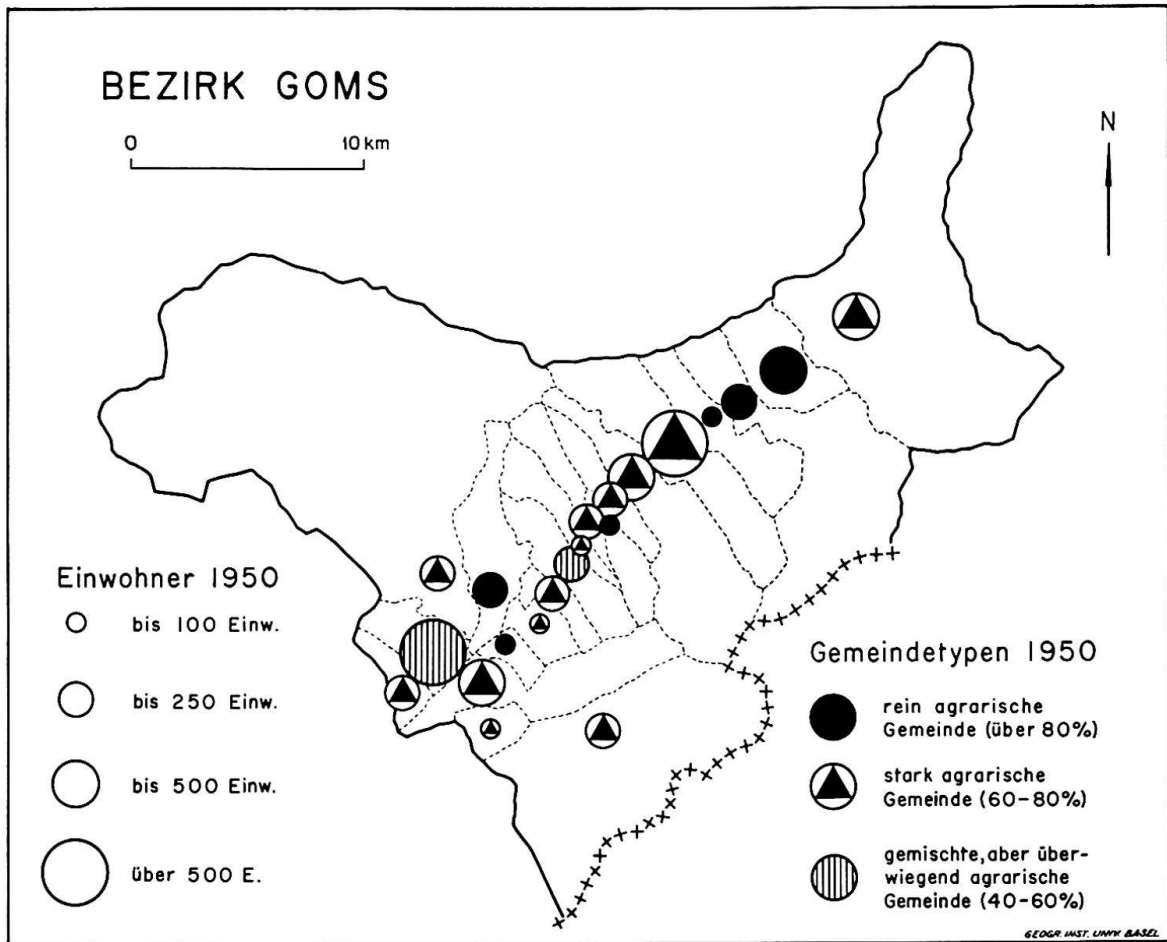 BEZIRK GOMS
0 10 km
N
Einwohner 1950
bis 100 Einw.
bis 250 Einw.
bis 500 Einw.
über 500 E.
Gemeindetypen 1950
rein agrarische
Gemeinde (über 80%)
stark agrarische
Gemeinde (60-80%)
gemischte, aber über-
wiegend agrarische
Gemeinde (40-60%)
GEOGR. INST. UNIV. BASEL